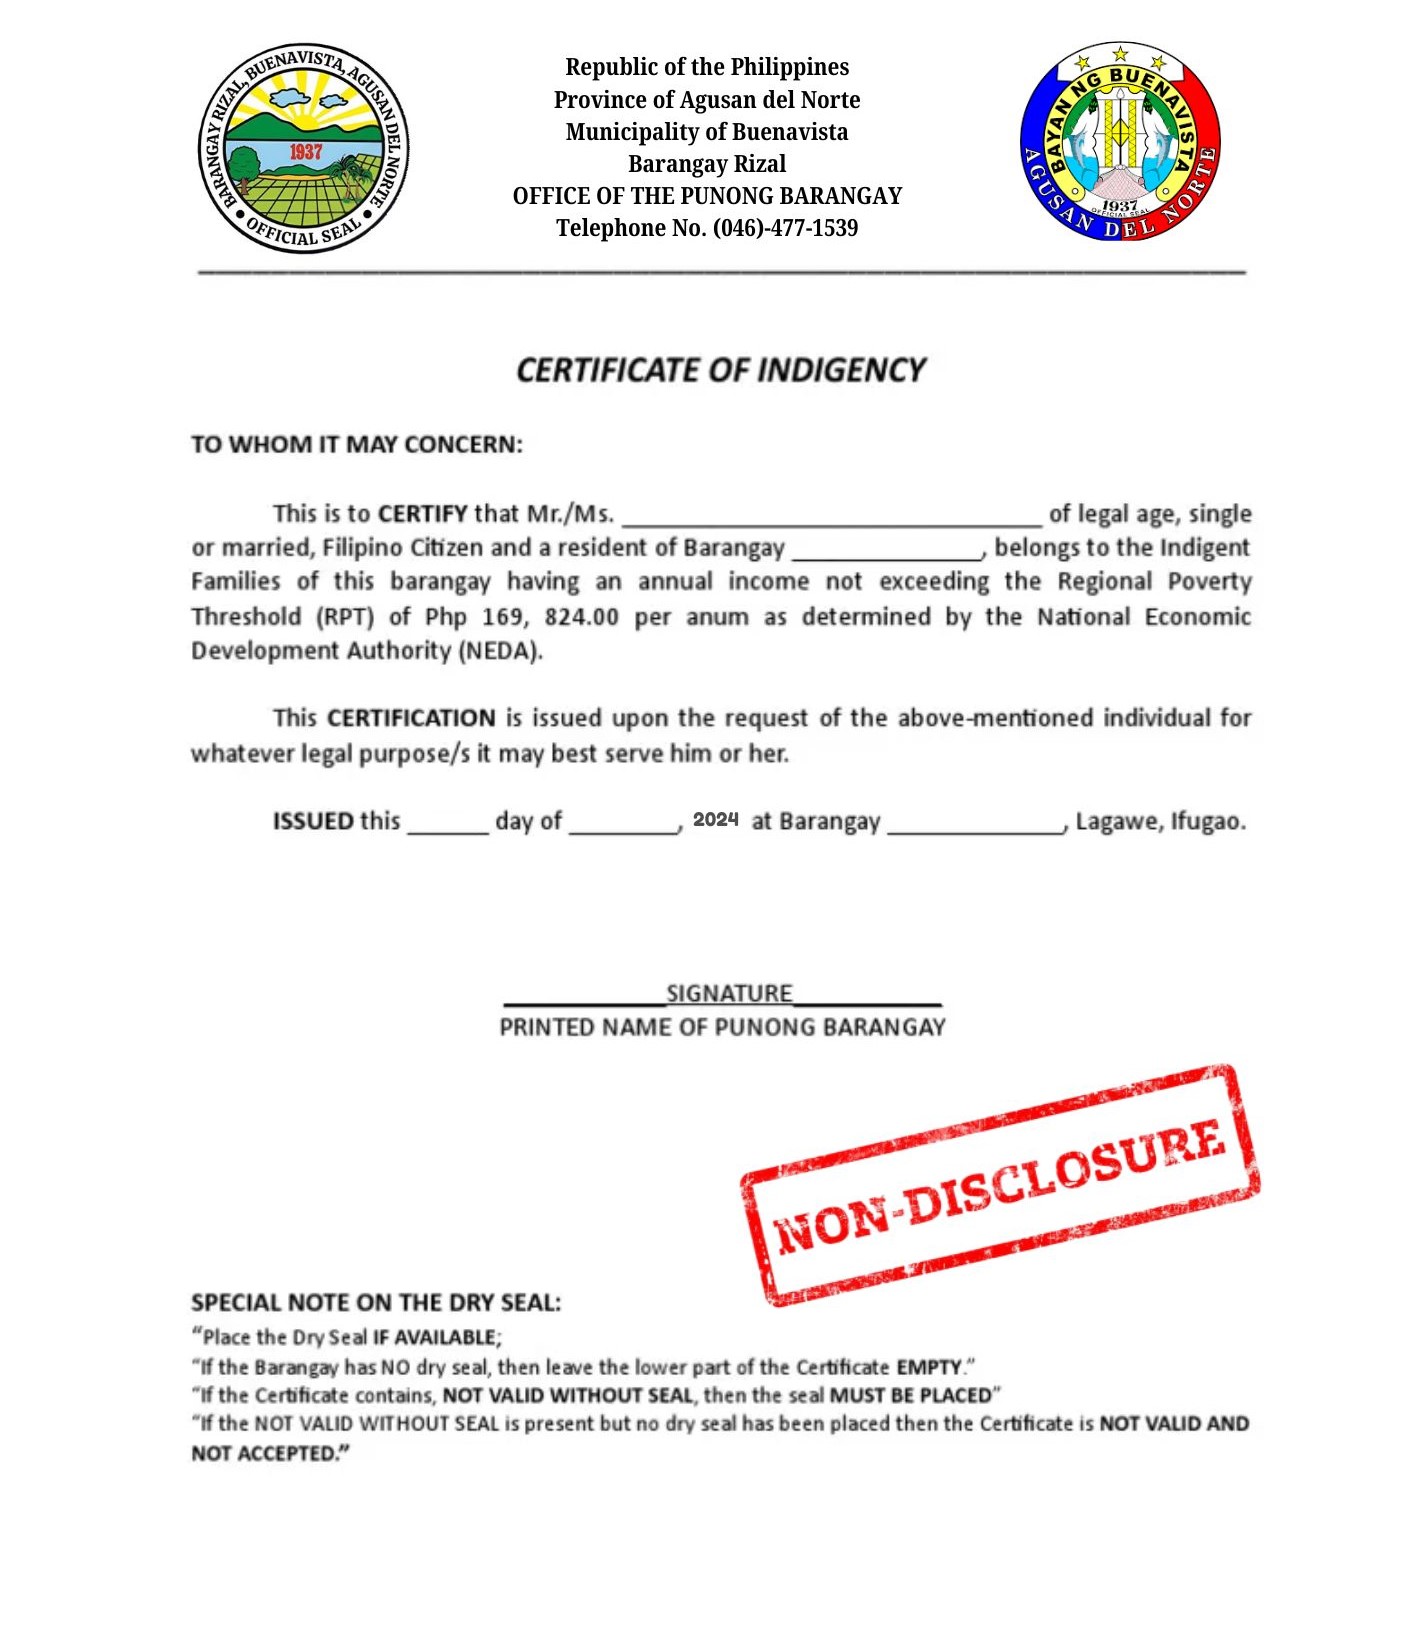 BARANGAY RIZAL, BUENAVISTA, AGUSAN DEL NORTE
1937
• OFFICIAL SEAL •
Republic of the Philippines
Province of Agusan del Norte
Municipality of Buenavista
Barangay Rizal
OFFICE OF THE PUNONG BARANGAY
Telephone No. (046)-477-1539
BAYAN NG BUENAVISTA
1937
OFFICIAL SEAL
AGUSAN DEL NORTE
CERTIFICATE OF INDIGENCY
TO WHOM IT MAY CONCERN:
This is to CERTIFY that Mr./Ms. ________________________________ of legal age, single
or married, Filipino Citizen and a resident of Barangay ______________, belongs to the Indigent
Families of this barangay having an annual income not exceeding the Regional Poverty
Threshold (RPT) of Php 169, 824.00 per anum as determined by the National Economic
Development Authority (NEDA).
This CERTIFICATION is issued upon the request of the above-mentioned individual for
whatever legal purpose/s it may best serve him or her.
ISSUED this ______ day of ________, 2024 at Barangay _____________, Lagawe, Ifugao.
____________SIGNATURE___________
PRINTED NAME OF PUNONG BARANGAY
NON-DISCLOSURE
SPECIAL NOTE ON THE DRY SEAL:
“Place the Dry Seal IF AVAILABLE;
“If the Barangay has NO dry seal, then leave the lower part of the Certificate EMPTY.”
“If the Certificate contains, NOT VALID WITHOUT SEAL, then the seal MUST BE PLACED”
“If the NOT VALID WITHOUT SEAL is present but no dry seal has been placed then the Certificate is NOT VALID AND
NOT ACCEPTED.”